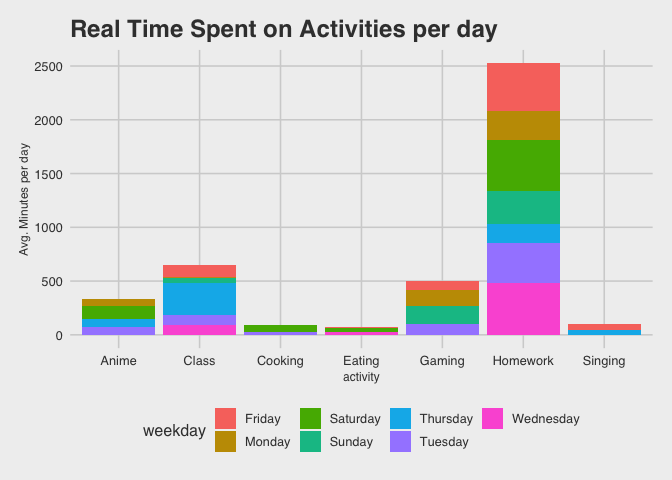 Real Time Spent on Activities per day
Avg. Minutes per day
2500
2000
1500
1000
500
0
Anime Class Cooking Eating Gaming Homework Singing
activity
weekday
Friday Saturday Thursday Wednesday
Monday Sunday Tuesday